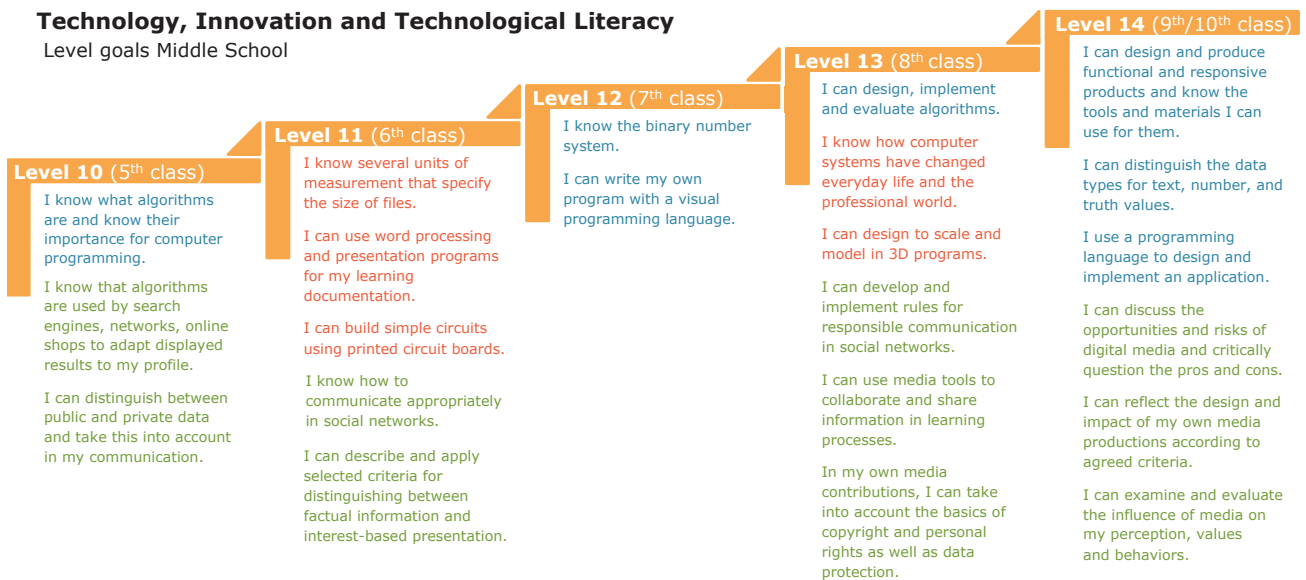 Technology, Innovation and Technological Literacy
Level goals Middle School
Level 10 (5th class)
I know what algorithms
are and know their
importance for computer
programming.
I know that algorithms
are used by search
engines, networks, online
shops to adapt displayed
results to my profile.
I can distinguish between
public and private data
and take this into account
in my communication.
Level 11 (6th class)
I know several units of
measurement that specify
the size of files.
I can use word processing
and presentation programs
for my learning
documentation.
I can build simple circuits
using printed circuit boards.
I know how to
communicate appropriately
in social networks.
I can describe and apply
selected criteria for
distinguishing between
factual information and
interest-based presentation.
Level 12 (7th class)
I know the binary number
system.
I can write my own
program with a visual
programming language.
Level 13 (8th class)
I can design, implement
and evaluate algorithms.
I know how computer
systems have changed
everyday life and the
professional world.
I can design to scale and
model in 3D programs.
I can develop and
implement rules for
responsible communication
in social networks.
I can use media tools to
collaborate and share
information in learning
processes.
In my own media
contributions, I can take
into account the basics of
copyright and personal
rights as well as data
protection.
Level 14 (9th/10th class)
I can design and produce
functional and responsive
products and know the
tools and materials I can
use for them.
I can distinguish the data
types for text, number, and
truth values.
I use a programming
language to design and
implement an application.
I can discuss the
opportunities and risks of
digital media and critically
question the pros and cons.
I can reflect the design and
impact of my own media
productions according to
agreed criteria.
I can examine and evaluate
the influence of media on
my perception, values
and behaviors.